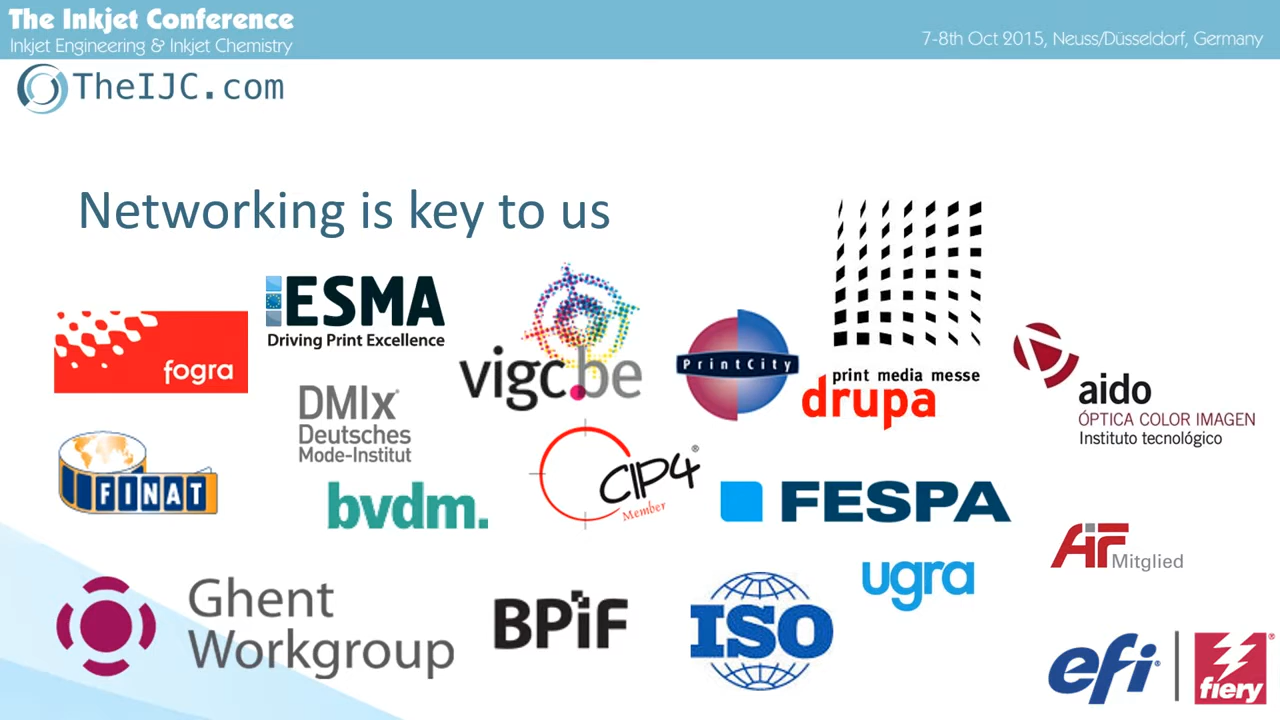 The Inkjet Conference
Inkjet Engineering & Inkjet Chemistry
7-8th Oct 2015, Neuss/Düsseldorf, Germany
TheIJC.com
Networking is key to us
ESMA
Driving Print Excellence
fogra
vigc.be
PrintCity
print media messe
drupa
aido
ÓPTICA COLOR IMAGEN
Instituto tecnológico
DMIx®
Deutsches
Mode-Institut
FINAT
bvdm.
CIP4®
Member
FESPA
AiF Mitglied
ugra
Ghent
Workgroup
BPiF
ISO
efi®
fiery®